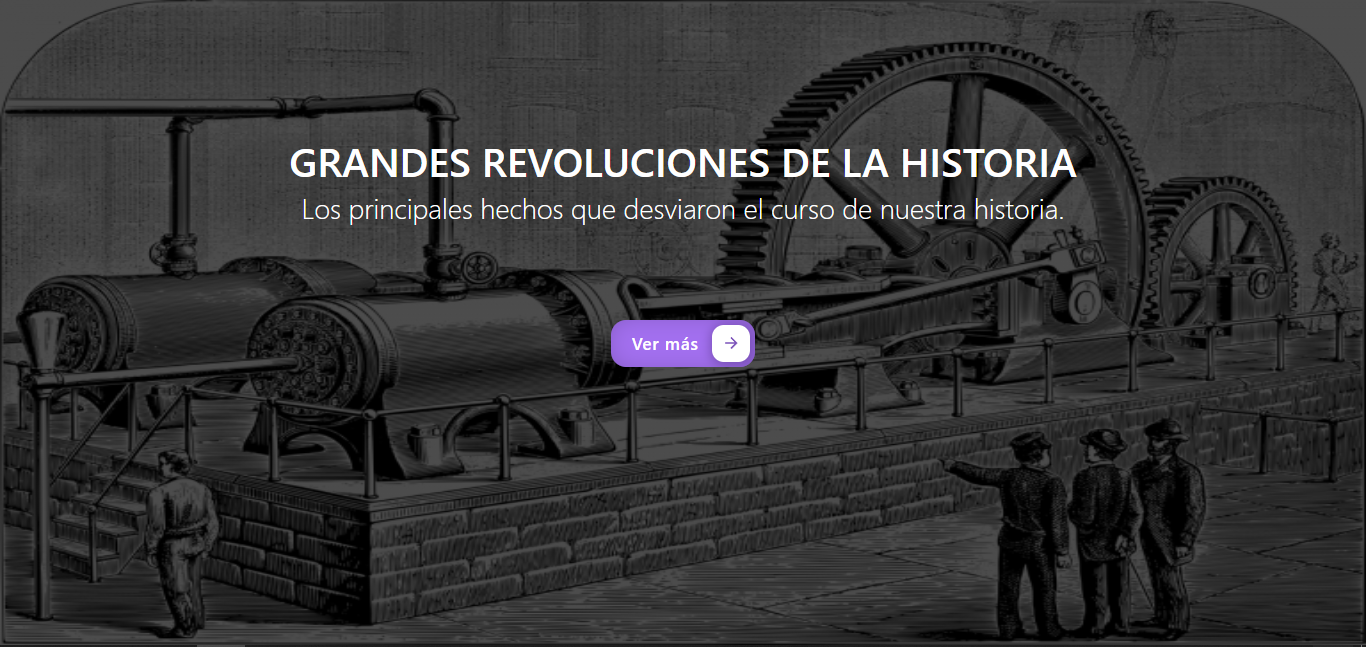 GRANDES REVOLUCIONES DE LA HISTORIA
Los principales hechos que desviaron el curso de nuestra historia.
Ver más